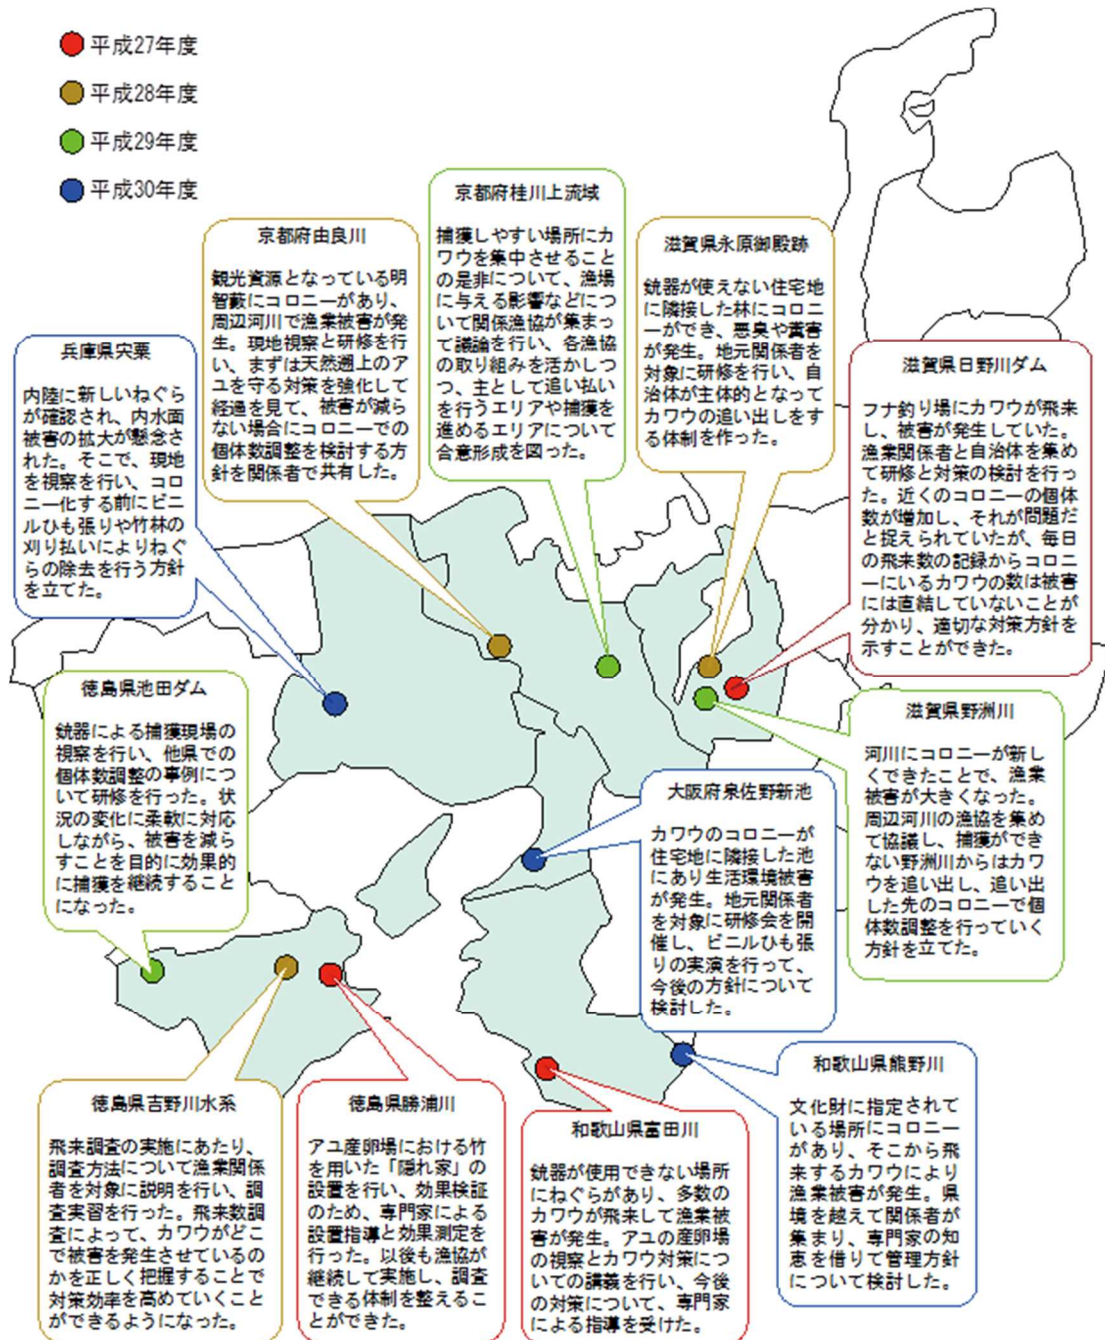 平成27年度
平成28年度
平成29年度
平成30年度
京都府桂川上流域
捕獲しやすい場所にカ
ワウを集中させること
の是非について、漁場
に与える影響などにつ
いて関係漁協が集まっ
て議論を行い、各漁協
の取り組みを活かしつ
つ、主として追い払い
を行うエリアや捕獲を
進めるエリアについて
合意形成を図った。
京都府由良川
観光資源となっている明
智藪にコロニーがあり、
周辺河川で漁業被害が発
生。現地視察と研修を行
い、まずは天然遡上のア
ユを守る対策を強化して
経過を見て、被害が減ら
ない場合にコロニーでの
個体数調整を検討する方
針を関係者で共有した。
滋賀県永原御殿跡
銃器が使えない住宅地
に隣接した林にコロニ
ーができ、悪臭や糞害
が発生。地元関係者を
対象に研修を行い、自
治体が主体的となって
カワウの追い出しをす
る体制を作った。
兵庫県宍粟
内陸に新しいねぐら
が確認され、内水面
被害の拡大が懸念さ
れた。そこで、現地
を視察を行い、コロ
ニー化する前にビニ
ルひも張りや竹林の
刈り払いによりねぐ
らの除去を行う方針
を立てた。
滋賀県日野川ダム
フナ釣り場にカワウが飛来
し、被害が発生していた。
漁業関係者と自治体を集め
て研修と対策の検討を行っ
た。近くのコロニーの個体
数が増加し、それが問題だ
と捉えられていたが、毎日
の飛来数の記録からコロニ
ーにいるカワウの数は被害
には直結していないことが
分かり、適切な対策方針を
示すことができた。
徳島県池田ダム
銃器による捕獲現場の
視察を行い、他県での
個体数調整の事例につ
いて研修を行った。状
況の変化に柔軟に対応
しながら、被害を減ら
すことを目的に効果的
に捕獲を継続すること
になった。
滋賀県野洲川
河川にコロニーが新し
くできたことで、漁業
被害が大きくなった。
周辺河川の漁協を集め
て協議し、捕獲ができ
ない野洲川からはカワ
ウを追い出し、追い出
した先のコロニーで個
体数調整を行っていく
方針を立てた。
大阪府泉佐野新池
カワウのコロニーが
住宅地に隣接した池
にあり生活環境被害
が発生。地元関係者
を対象に研修会を開
催し、ビニルひも張
りの実演を行って、
今後の方針について
検討した。
徳島県吉野川水系
飛来調査の実施にあたり、
調査方法について漁業関係
者を対象に説明を行い、調
査実習を行った。飛来数調
査によって、カワウがどこ
で被害を発生させているの
かを正しく把握することで
対策効率を高めていくこと
ができるようになった。
徳島県勝浦川
アユ産卵場における竹
を用いた「隠れ家」の
設置を行い、効果検証
のため、専門家による
設置指導と効果測定を
行った。以後も漁協が
継続して実施し、調査
できる体制を整えるこ
とができた。
和歌山県富田川
銃器が使用できない場所
にねぐらがあり、多数の
カワウが飛来して漁業被
害が発生。アユの産卵場
の視察とカワウ対策につ
いての講義を行い、今後
の対策について、専門家
による指導を受けた。
和歌山県熊野川
文化財に指定されて
いる場所にコロニー
があり、そこから飛
来するカワウにより
漁業被害が発生。県
境を越えて関係者が
集まり、専門家の知
恵を借りて管理方針
について検討した。